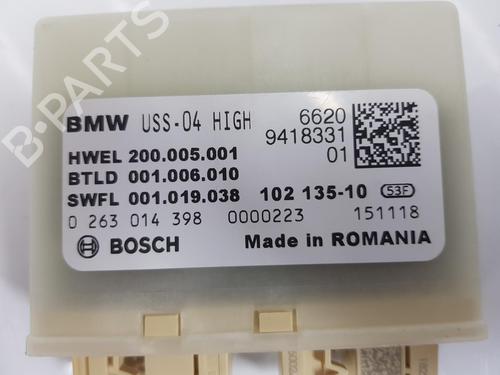 BMW USS-04 HIGH 6620
9418331
HWEL 200.005.001 01
BTLD 001.006.010
SWFL 001.019.038 102 135-10 53F
0 263 014 398 0000223 151118
BOSCH Made in ROMANIA
B-PARTS